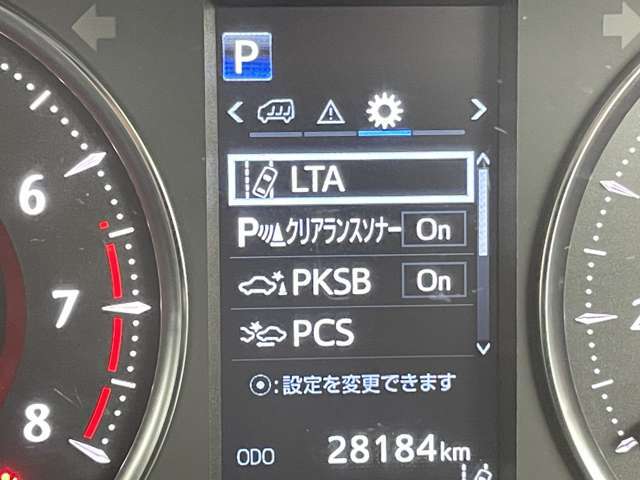 P
LTA
6
P クリアランスソナー On
PKSB On
7
PCS
⦿:設定を変更できます
8
ODO 28184km